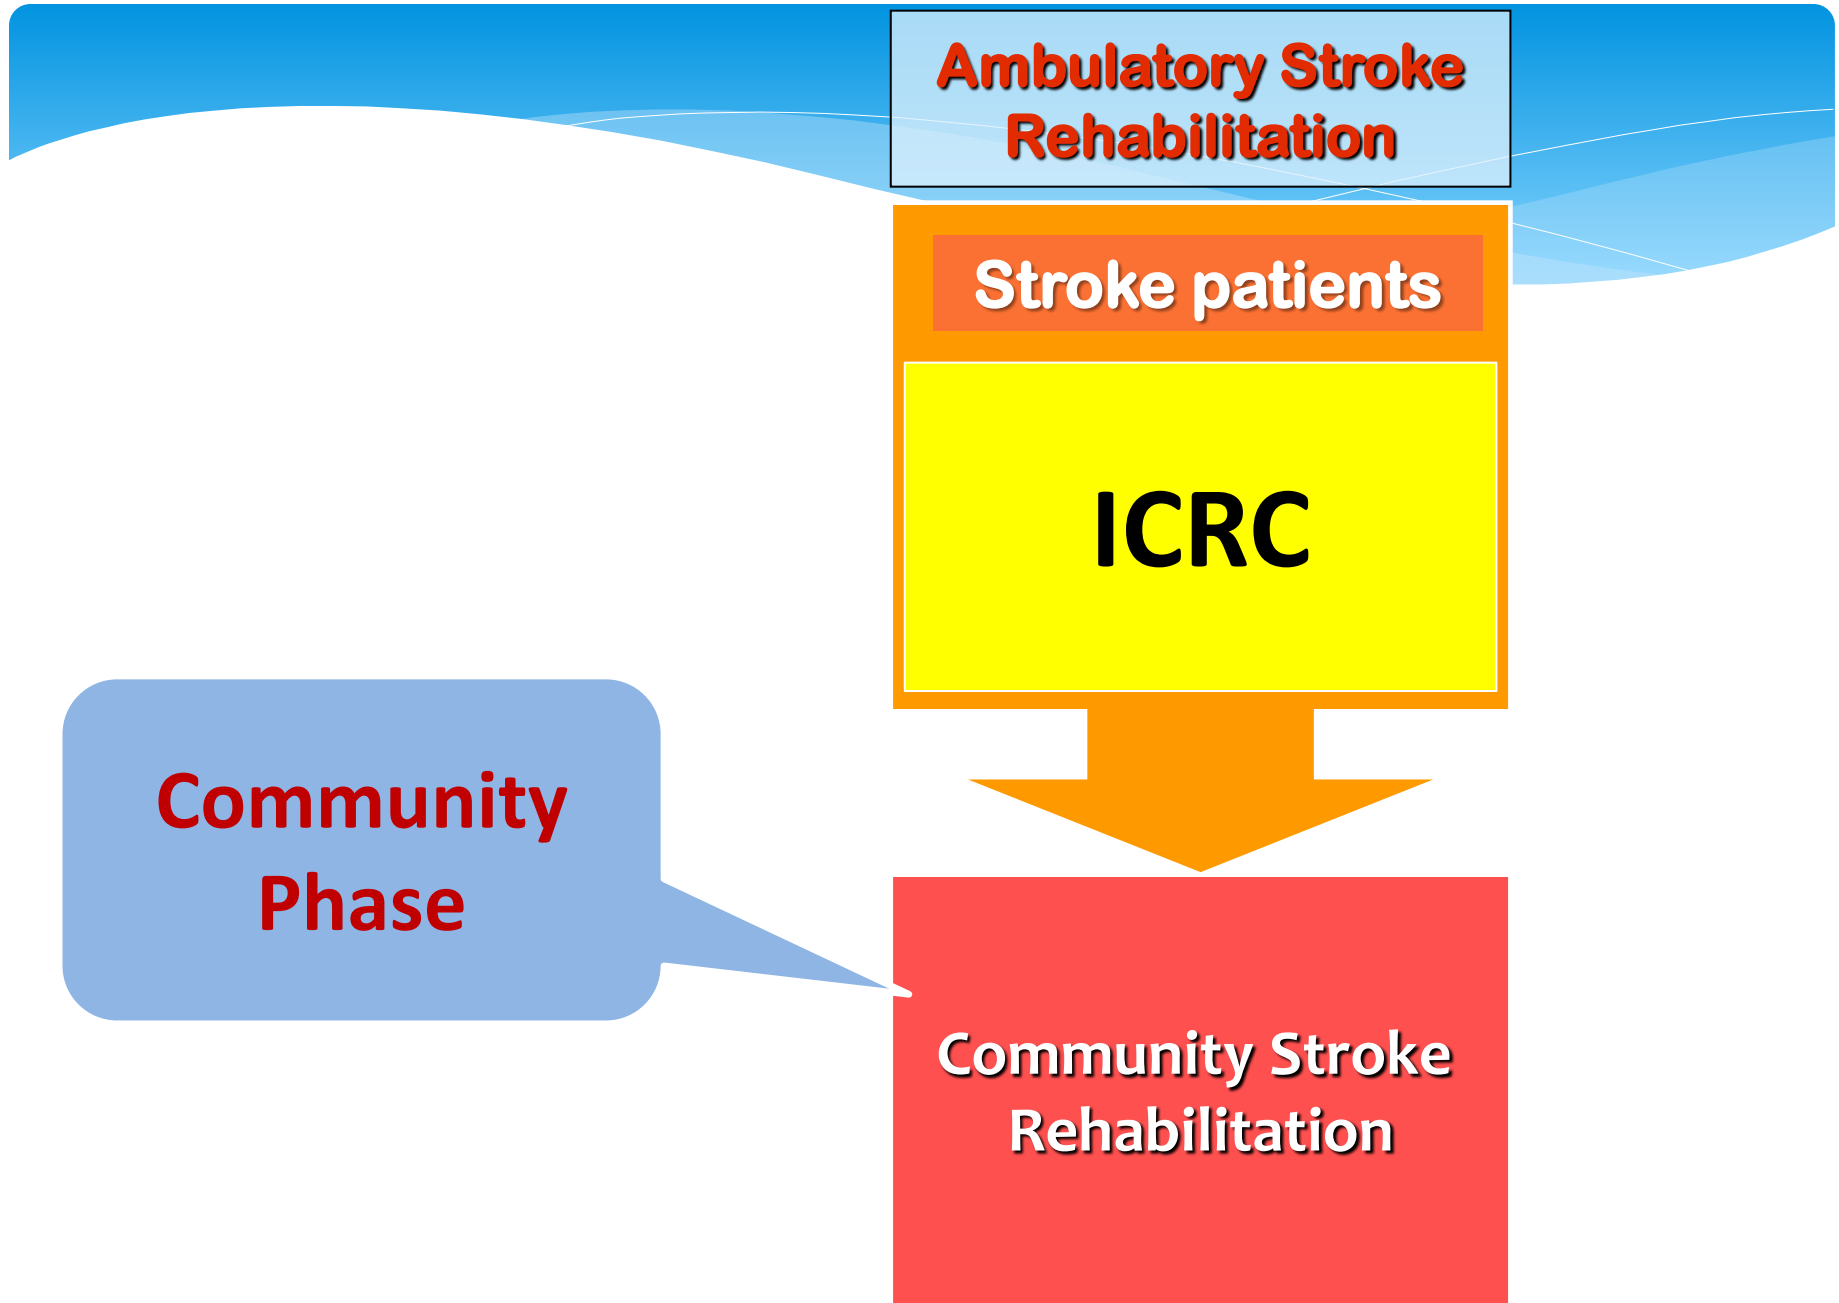 Ambulatory Stroke
Rehabilitation
Stroke patients
ICRC
Community
Phase
Community Stroke
Rehabilitation